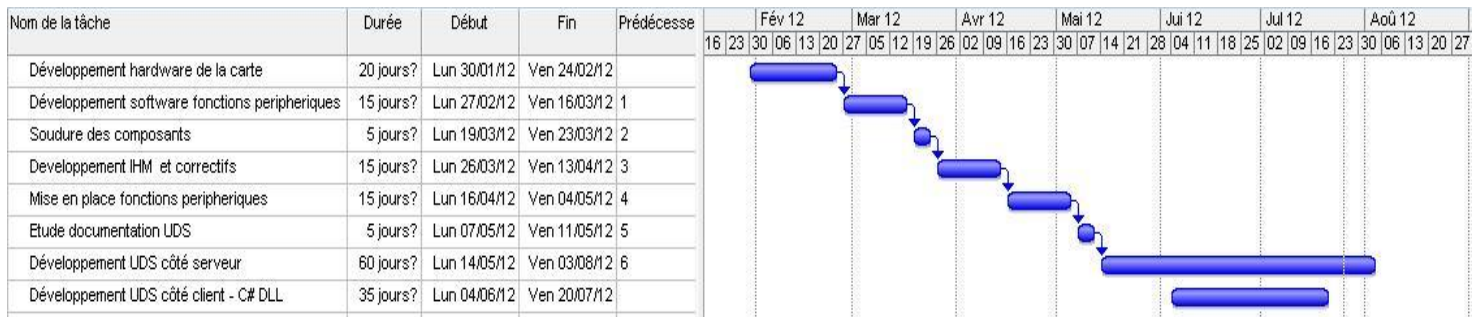 Nom de la tâche Durée Début Fin Prédécesse Fév 12 Mar 12 Avr 12 Mai 12 Jui 12 Jul 12 Aoû 12
16 23 30 06 13 20 27 05 12 19 26 02 09 16 23 30 07 14 21 28 04 11 18 25 02 09 16 23 30 06 13 20 27
Développement hardware de la carte 20 jours? Lun 30/01/12 Ven 24/02/12
Développement software fonctions peripheriques 15 jours? Lun 27/02/12 Ven 16/03/12 1
Soudure des composants 5 jours? Lun 19/03/12 Ven 23/03/12 2
Developpement IHM et correctifs 15 jours? Lun 26/03/12 Ven 13/04/12 3
Mise en place fonctions peripheriques 15 jours? Lun 16/04/12 Ven 04/05/12 4
Etude documentation UDS 5 jours? Lun 07/05/12 Ven 11/05/12 5
Développement UDS côté serveur 60 jours? Lun 14/05/12 Ven 03/08/12 6
Développement UDS côté client - C# DLL 35 jours? Lun 04/06/12 Ven 20/07/12